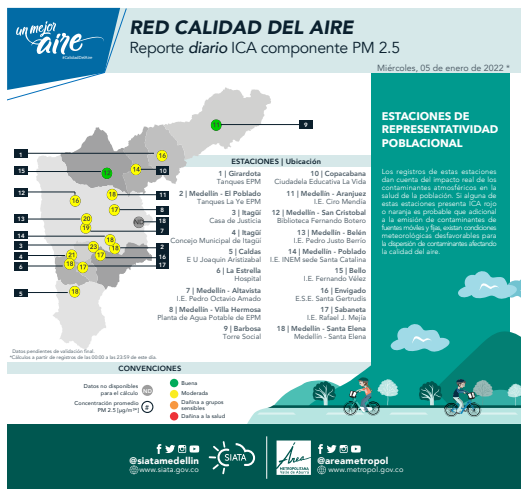 un mejor
aire
#CalidadDelAire
RED CALIDAD DEL AIRE
Reporte diario ICA componente PM 2.5
Miércoles, 05 de enero de 2022 *
ESTACIONES DE
REPRESENTATIVIDAD
POBLACIONAL
Los registros de estas estaciones
dan cuenta del impacto real de los
contaminantes atmosféricos en la
salud de la población. Si alguna de
estas estaciones presenta ICA rojo
o naranja es probable que adicional
a la emisión de contaminantes de
fuentes móviles y fijas, existan condiciones
meteorológicas desfavorables para
la dispersión de contaminantes afectando
la calidad del aire.
11
9
1
16
15
12
14
10
12
16
18
11
17
8
13
20
ND
18
19
7
14
18
3
23
18
2
4
21
17
16
6
18
17
17
5
18
ESTACIONES | Ubicación
1 | Girardota
Tanques EPM
2 | Medellín - El Poblado
Tanques La Ye EPM
3 | Itagüí
Casa de Justicia
4 | Itagüí
Concejo Municipal de Itagüí
5 | Caldas
E U Joaquín Aristizabal
6 | La Estrella
Hospital
7 | Medellín - Altavista
I.E. Pedro Octavio Amado
8 | Medellín - Villa Hermosa
Planta de Agua Potable de EPM
9 | Barbosa
Torre Social
10 | Copacabana
Ciudadela Educativa La Vida
11 | Medellín - Aranjuez
I.E. Ciro Mendía
12 | Medellín - San Cristobal
Biblioteca Fernando Botero
13 | Medellín - Belén
I.E. Pedro Justo Berrío
14 | Medellín - Poblado
I.E. INEM sede Santa Catalina
15 | Bello
I.E. Fernando Vélez
16 | Envigado
E.S.E. Santa Gertrudis
17 | Sabaneta
I.E. Rafael J. Mejía
18 | Medellín - Santa Elena
Medellín - Santa Elena
Datos pendientes de validación final.
*Cálculos a partir de registros de las 00:00 a las 23:59 de este día.
CONVENCIONES
Datos no disponibles
para el cálculo
ND
Concentración promedio
PM 2.5 [µg/m³]
#
Buena
Moderada
Dañina a grupos
sensibles
Dañina a la salud
@siatamedellin
www.siata.gov.co
SIATA
Área
METROPOLITANA
Valle de Aburrá
@areametropol
www.metropol.gov.co